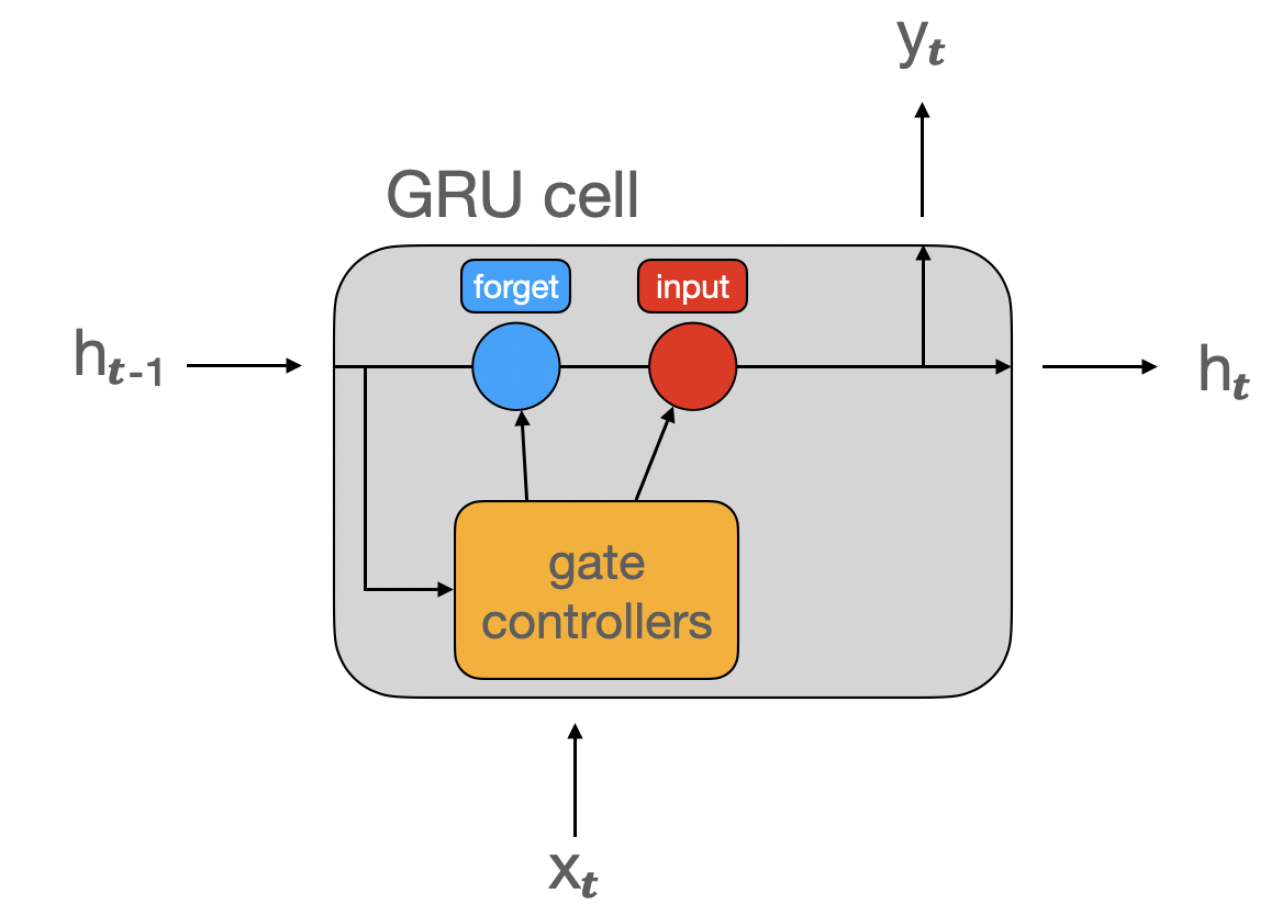 yt
GRU cell
forget
input
ht-1
ht
gate
controllers
xt